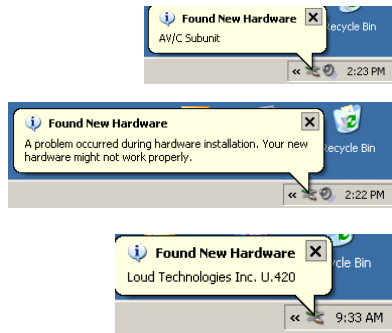 Found New Hardware
AV/C Subunit
ecycle Bin
« 2:23 PM
Found New Hardware
A problem occurred during hardware installation. Your new
hardware might not work properly.
ecycle Bin
« 2:22 PM
Found New Hardware
Loud Technologies Inc. U.420
cle Bin
« 9:33 AM